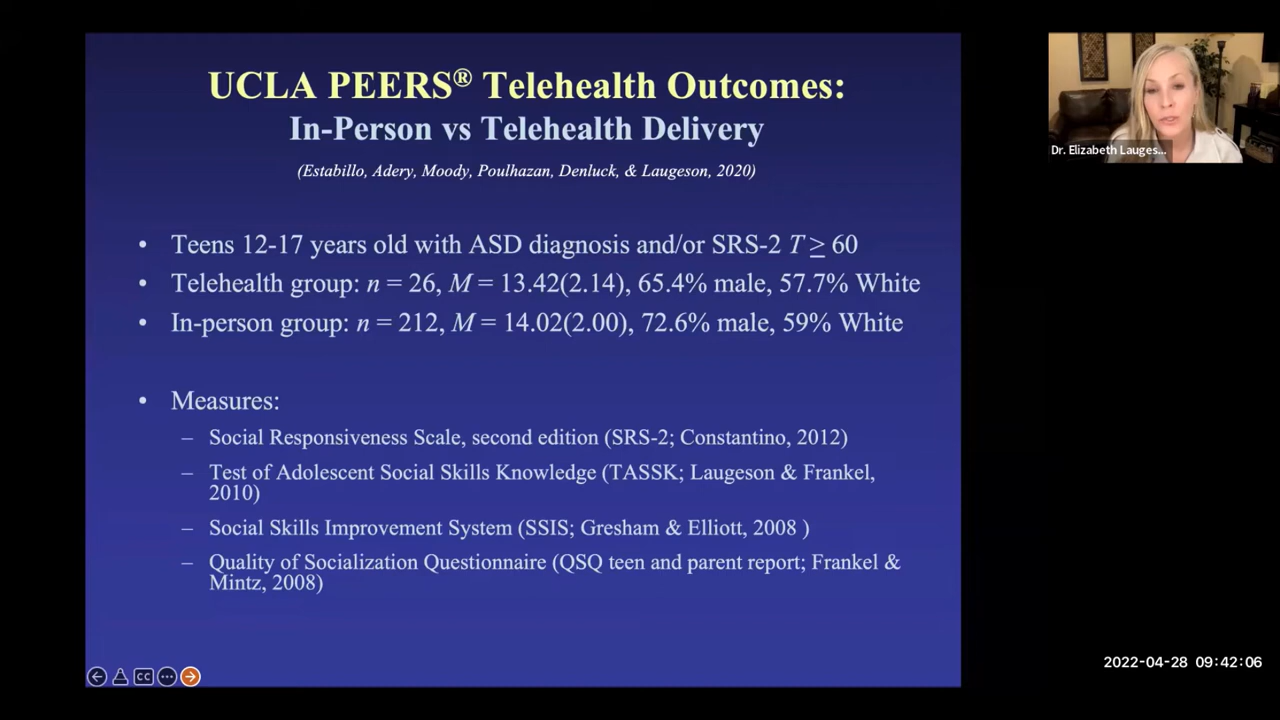 UCLA PEERS® Telehealth Outcomes:
In-Person vs Telehealth Delivery
(Estabillo, Adery, Moody, Poulhazan, Denluck, & Laugeson, 2020)
• Teens 12-17 years old with ASD diagnosis and/or SRS-2 T ≥ 60
• Telehealth group: n = 26, M = 13.42(2.14), 65.4% male, 57.7% White
• In-person group: n = 212, M = 14.02(2.00), 72.6% male, 59% White
• Measures:
– Social Responsiveness Scale, second edition (SRS-2; Constantino, 2012)
– Test of Adolescent Social Skills Knowledge (TASSK; Laugeson & Frankel,
2010)
– Social Skills Improvement System (SSIS; Gresham & Elliott, 2008 )
– Quality of Socialization Questionnaire (QSQ teen and parent report; Frankel &
Mintz, 2008)
CC
Dr. Elizabeth Lauges...
2022-04-28 09:42:06